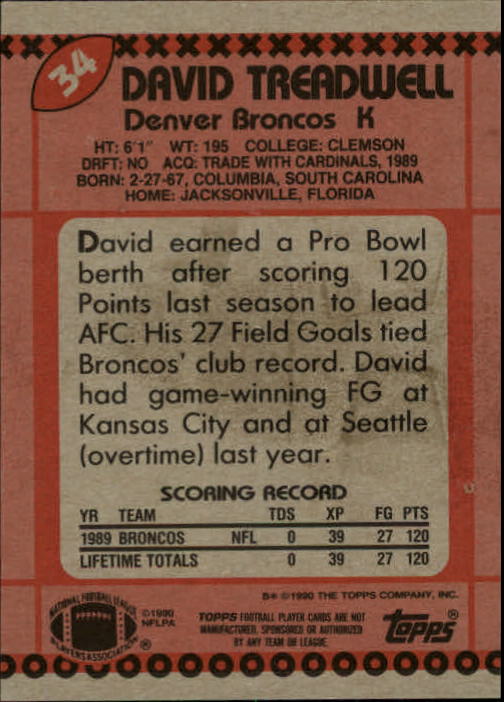 34
DAVID TREADWELL
Denver Broncos K
HT: 6'1" WT: 195 COLLEGE: CLEMSON
DRFT: NO ACQ: TRADE WITH CARDINALS, 1989
BORN: 2-27-67, COLUMBIA, SOUTH CAROLINA
HOME: JACKSONVILLE, FLORIDA
David earned a Pro Bowl
berth after scoring 120
Points last season to lead
AFC. His 27 Field Goals tied
Broncos' club record. David
had game-winning FG at
Kansas City and at Seattle
(overtime) last year.
SCORING RECORD
YR TEAM TDS XP FG PTS
1989 BRONCOS NFL 0 39 27 120
LIFETIME TOTALS 0 39 27 120
B* ©1990 THE TOPPS COMPANY, INC.
NATIONAL FOOTBALL LEAGUE
PLAYERS ASSOCIATION
®
©1990
NFLPA
TOPPS FOOTBALL PLAYER CARDS ARE NOT
MANUFACTURED, SPONSORED OR AUTHORIZED
BY ANY TEAM OR LEAGUE.
topps®